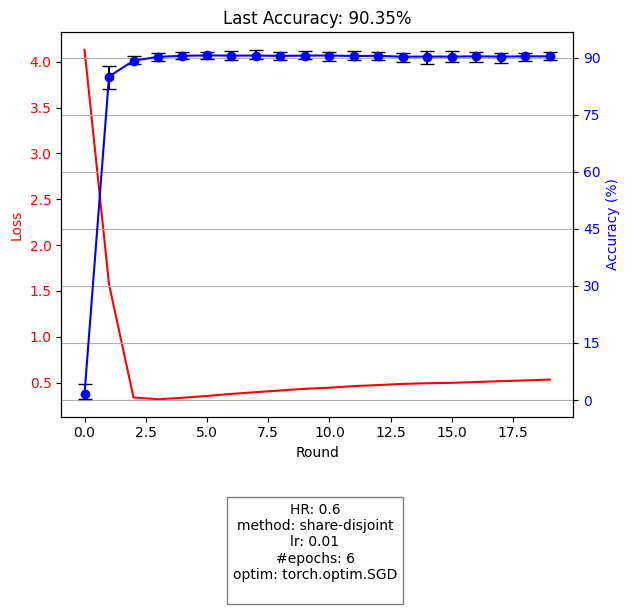 Last Accuracy: 90.35%
4.0
3.5
3.0
2.5
2.0
1.5
1.0
0.5
Loss
90
75
60
45
30
15
0
Accuracy (%)
0.0 2.5 5.0 7.5 10.0 12.5 15.0 17.5
Round
HR: 0.6
method: share-disjoint
lr: 0.01
#epochs: 6
optim: torch.optim.SGD